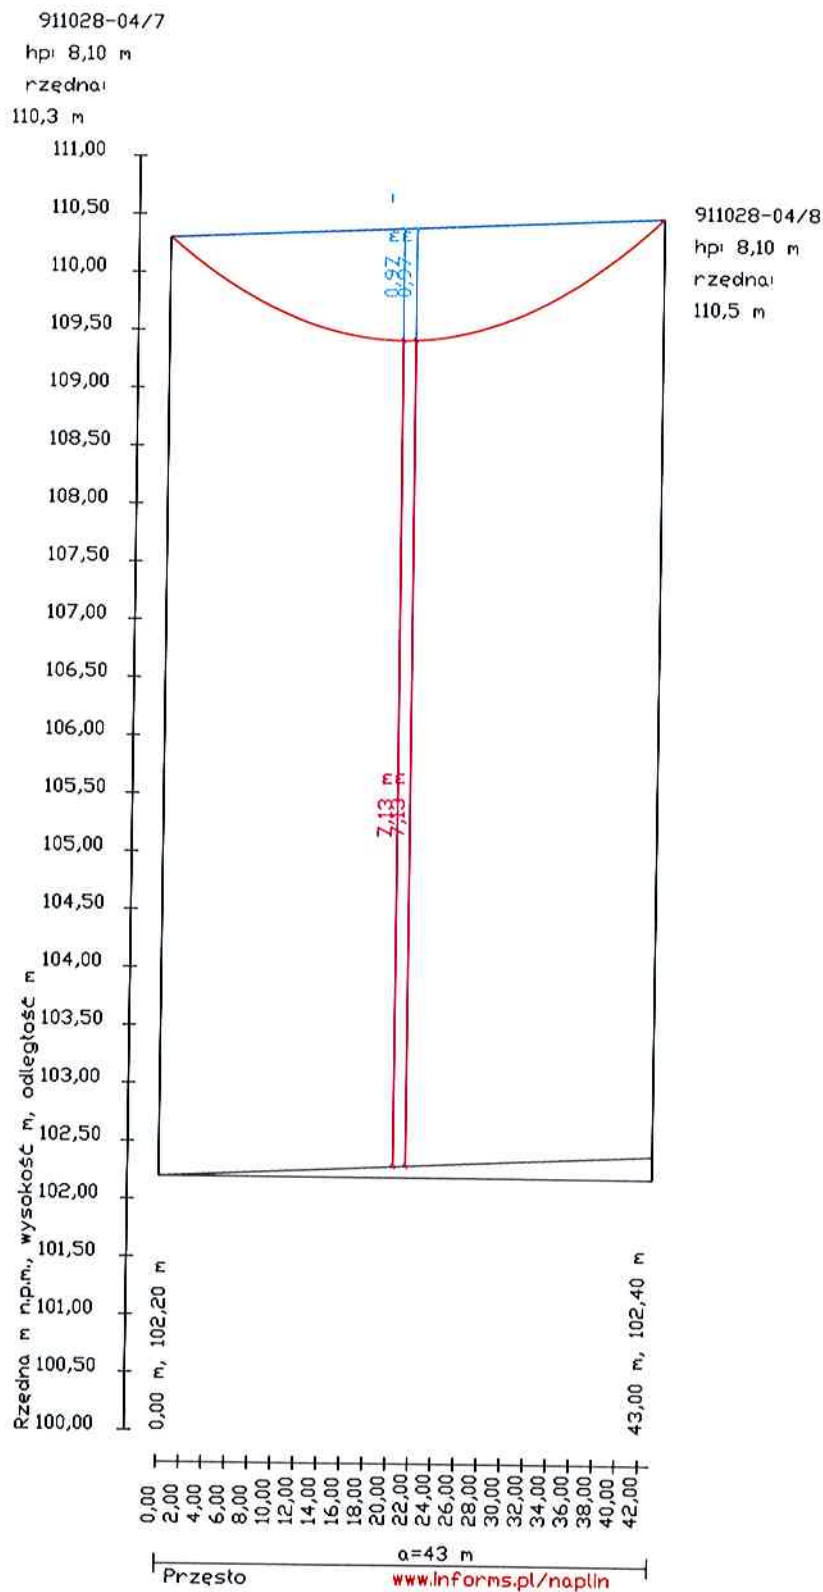 911028-04/7
hp: 8,10 m
rzędna:
110,3 m
111,00
110,50
110,00
109,50
109,00
108,50
108,00
107,50
107,00
106,50
106,00
105,50
105,00
104,50
104,00
103,50
103,00
102,50
102,00
101,50
101,00
100,50
100,00
Rzędna m n.p.m., wysokość m, odległość m
0,97 m
0,97 m
911028-04/8
hp: 8,10 m
rzędna:
110,5 m
7,13 m
7,13 m
0,00 m, 102,20 m
43,00 m, 102,40 m
0,00
2,00
4,00
6,00
8,00
10,00
12,00
14,00
16,00
18,00
20,00
22,00
24,00
26,00
28,00
30,00
32,00
34,00
36,00
38,00
40,00
42,00
a=43 m
Przęsło
www.informs.pl/naplin